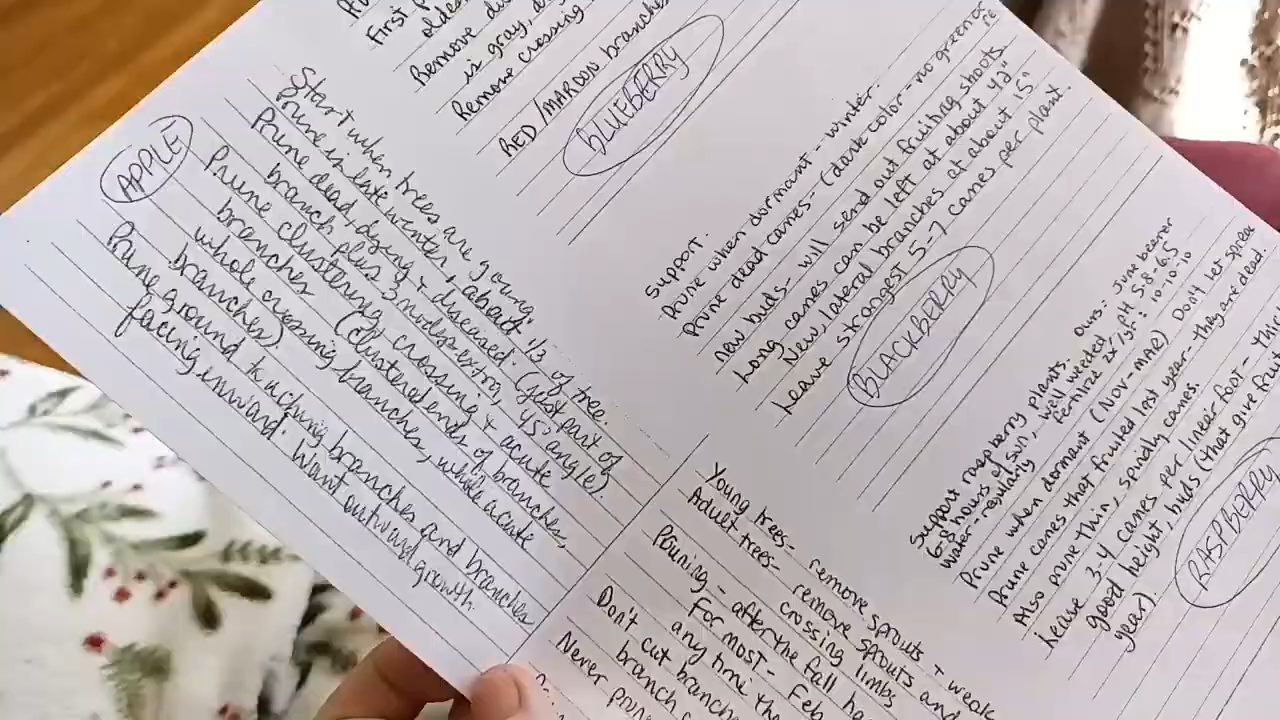 APPLE
Start when trees are young.
Prune in late winter, about 1/3 of tree.
Prune dead, dying & diseased. (just part of
branch plus 3 nodes extra, 45° angle).
Prune clustering, crossing & acute
branches (clustered ends of branches,
whole crossing branches, whole acute
branches)
Prune ground touching branches and branches
facing inward. Want outward growth.
First
oldes
Remove
is gray,
Remove crossing
RED/MAROON branches
BLUEBERRY
Support.
Prune when dormant - winter.
Prune dead canes - (dark color - no green or
new buds - will send out fruiting shoots.
Long canes can be left at about 42"
New lateral branches at about 15"
Leave strongest 5-7 canes per plant.
BLACKBERRY
Support raspberry plants. Ours: June bearer
6-8 hours of sun, well weeded, pH 5.8-6.5
water-regularly fertilize 2x/yr: 10-10-10
Prune when dormant (Nov-MAR) Don't let sprea
Prune canes that fruited last year - they are dead.
Also prune thin, spindly canes.
Leave 3-4 canes per linear foot - Thi
good height, buds (that give fruit
year).
RASPBERRY
Young trees - remove sprouts & weak
Adult trees - remove sprouts and
crossing limbs
Pruning - after the fall ha
For most - Feb
any time tha
Don't cut branch
branch
Never prune